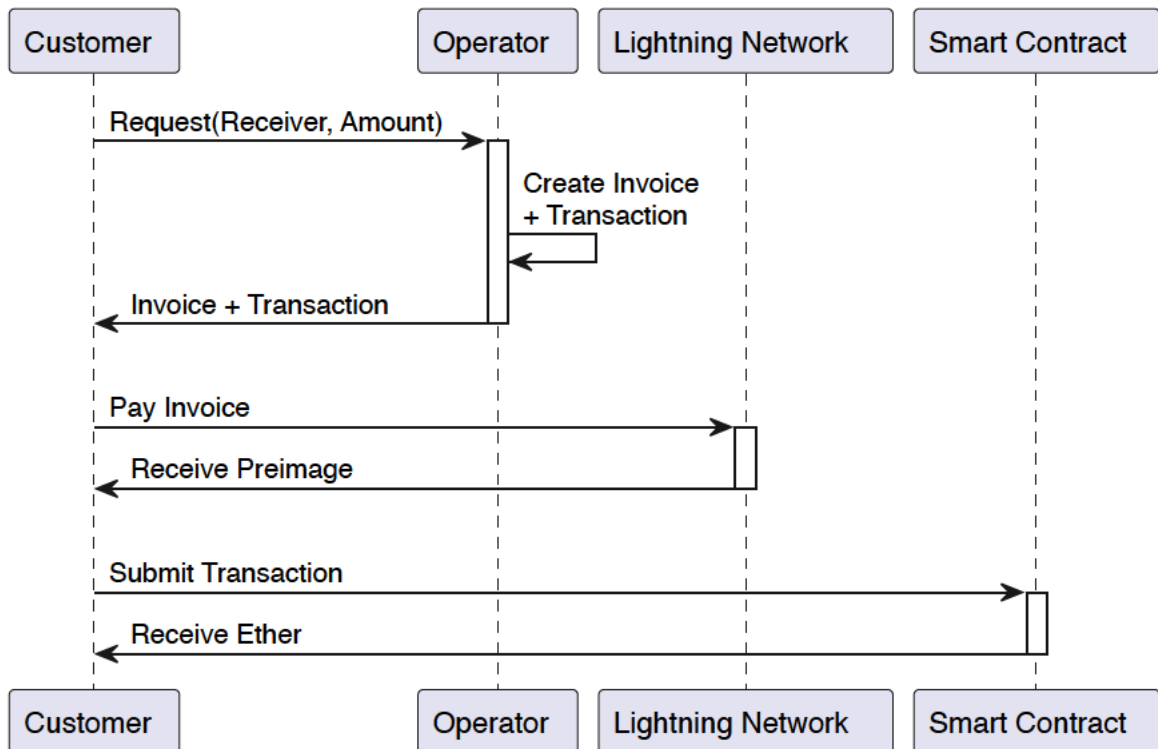 Customer
Operator
Lightning Network
Smart Contract
Request(Receiver, Amount)
Create Invoice
+ Transaction
Invoice + Transaction
Pay Invoice
Receive Preimage
Submit Transaction
Receive Ether
Customer
Operator
Lightning Network
Smart Contract